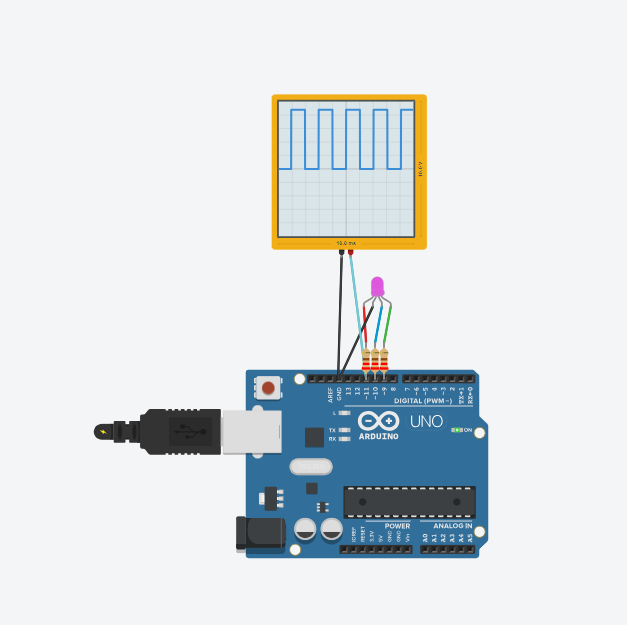 10.0 V
10.0 ms
AREF
GND
13
12
~11
~10
~9
8
7
~6
~5
4
~3
2
TX→1
RX←0
DIGITAL (PWM~)
L
TX
RX
ARDUINO
UNO
ON
POWER
ANALOG IN
IOREF
RESET
3.3V
5V
GND
GND
Vin
A0
A1
A2
A3
A4
A5